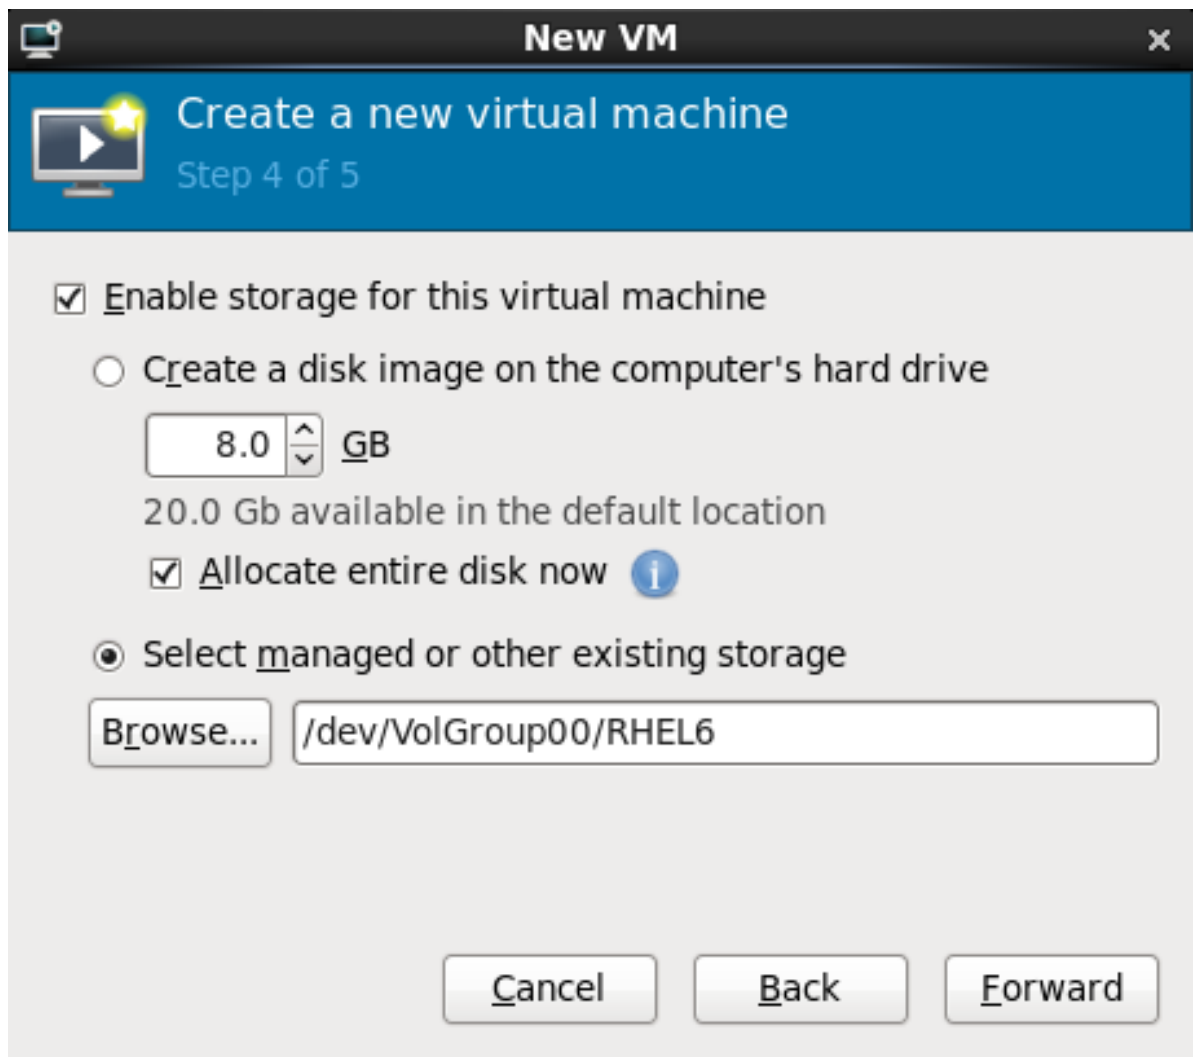 New VM
Create a new virtual machine
Step 4 of 5
Enable storage for this virtual machine
Create a disk image on the computer's hard drive
8.0 GB
20.0 Gb available in the default location
Allocate entire disk now
Select managed or other existing storage
Browse... /dev/VolGroup00/RHEL6
Cancel Back Forward